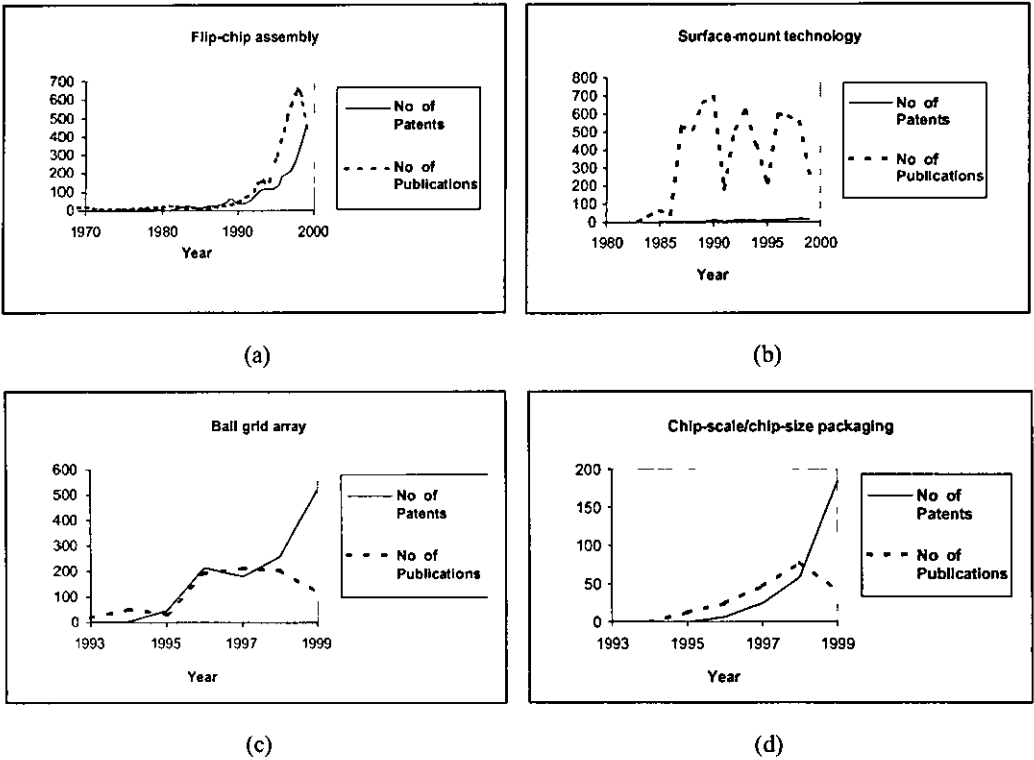 Flip-chip assembly
700
600
500
400
300
200
100
0
1970 1980 1990 2000
Year
No of
Patents
No of
Publications
(a)
Surface-mount technology
800
700
600
500
400
300
200
100
0
1980 1985 1990 1995 2000
Year
No of
Patents
No of
Publications
(b)
Ball grid array
600
500
400
300
200
100
0
1993 1995 1997 1999
Year
No of
Patents
No of
Publications
(c)
Chip-scale/chip-size packaging
200
150
100
50
0
1993 1995 1997 1999
Year
No of
Patents
No of
Publications
(d)